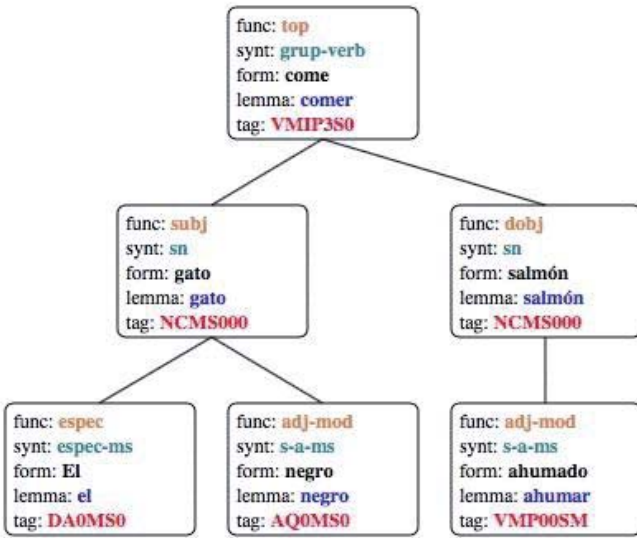 func: top
synt: grup-verb
form: come
lemma: comer
tag: VMIP3S0
func: subj
synt: sn
form: gato
lemma: gato
tag: NCMS000
func: dobj
synt: sn
form: salmón
lemma: salmón
tag: NCMS000
func: espec
synt: espec-ms
form: El
lemma: el
tag: DA0MS0
func: adj-mod
synt: s-a-ms
form: negro
lemma: negro
tag: AQ0MS0
func: adj-mod
synt: s-a-ms
form: ahumado
lemma: ahumar
tag: VMP00SM